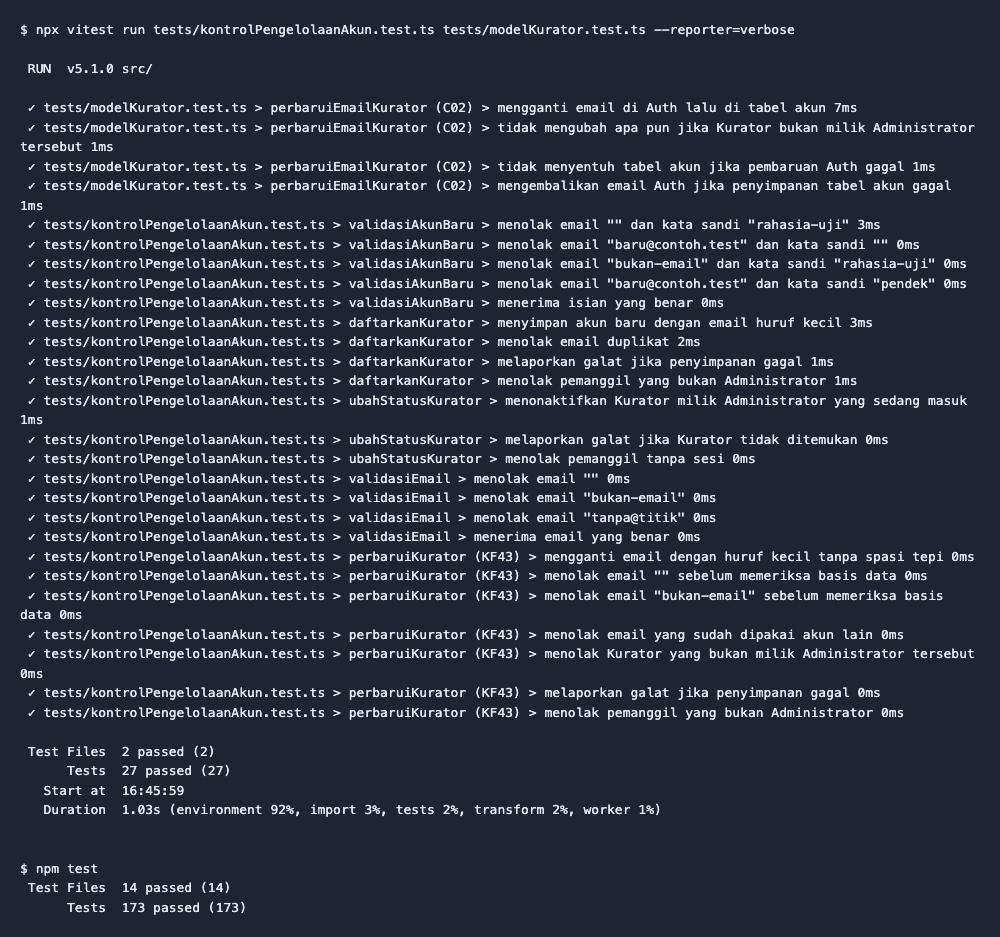 $ npx vitest run tests/kontrolPengelolaanAkun.test.ts tests/modelKurator.test.ts --reporter=verbose
RUN v5.1.0 src/
✓ tests/modelKurator.test.ts > perbaruiEmailKurator (C02) > mengganti email di Auth lalu di tabel akun 7ms
✓ tests/modelKurator.test.ts > perbaruiEmailKurator (C02) > tidak mengubah apa pun jika Kurator bukan milik Administrator
tersebut 1ms
✓ tests/modelKurator.test.ts > perbaruiEmailKurator (C02) > tidak menyentuh tabel akun jika pembaruan Auth gagal 1ms
✓ tests/modelKurator.test.ts > perbaruiEmailKurator (C02) > mengembalikan email Auth jika penyimpanan tabel akun gagal
1ms
✓ tests/kontrolPengelolaanAkun.test.ts > validasiAkunBaru > menolak email "" dan kata sandi "rahasia-uji" 3ms
✓ tests/kontrolPengelolaanAkun.test.ts > validasiAkunBaru > menolak email "baru@contoh.test" dan kata sandi "" 0ms
✓ tests/kontrolPengelolaanAkun.test.ts > validasiAkunBaru > menolak email "bukan-email" dan kata sandi "rahasia-uji" 0ms
✓ tests/kontrolPengelolaanAkun.test.ts > validasiAkunBaru > menolak email "baru@contoh.test" dan kata sandi "pendek" 0ms
✓ tests/kontrolPengelolaanAkun.test.ts > validasiAkunBaru > menerima isian yang benar 0ms
✓ tests/kontrolPengelolaanAkun.test.ts > daftarkanKurator > menyimpan akun baru dengan email huruf kecil 3ms
✓ tests/kontrolPengelolaanAkun.test.ts > daftarkanKurator > menolak email duplikat 2ms
✓ tests/kontrolPengelolaanAkun.test.ts > daftarkanKurator > melaporkan galat jika penyimpanan gagal 1ms
✓ tests/kontrolPengelolaanAkun.test.ts > daftarkanKurator > menolak pemanggil yang bukan Administrator 1ms
✓ tests/kontrolPengelolaanAkun.test.ts > ubahStatusKurator > menonaktifkan Kurator milik Administrator yang sedang masuk
1ms
✓ tests/kontrolPengelolaanAkun.test.ts > ubahStatusKurator > melaporkan galat jika Kurator tidak ditemukan 0ms
✓ tests/kontrolPengelolaanAkun.test.ts > ubahStatusKurator > menolak pemanggil tanpa sesi 0ms
✓ tests/kontrolPengelolaanAkun.test.ts > validasiEmail > menolak email "" 0ms
✓ tests/kontrolPengelolaanAkun.test.ts > validasiEmail > menolak email "bukan-email" 0ms
✓ tests/kontrolPengelolaanAkun.test.ts > validasiEmail > menolak email "tanpa@titik" 0ms
✓ tests/kontrolPengelolaanAkun.test.ts > validasiEmail > menerima email yang benar 0ms
✓ tests/kontrolPengelolaanAkun.test.ts > perbaruiKurator (KF43) > mengganti email dengan huruf kecil tanpa spasi tepi 0ms
✓ tests/kontrolPengelolaanAkun.test.ts > perbaruiKurator (KF43) > menolak email "" sebelum memeriksa basis data 0ms
✓ tests/kontrolPengelolaanAkun.test.ts > perbaruiKurator (KF43) > menolak email "bukan-email" sebelum memeriksa basis
data 0ms
✓ tests/kontrolPengelolaanAkun.test.ts > perbaruiKurator (KF43) > menolak email yang sudah dipakai akun lain 0ms
✓ tests/kontrolPengelolaanAkun.test.ts > perbaruiKurator (KF43) > menolak Kurator yang bukan milik Administrator tersebut
0ms
✓ tests/kontrolPengelolaanAkun.test.ts > perbaruiKurator (KF43) > melaporkan galat jika penyimpanan gagal 0ms
✓ tests/kontrolPengelolaanAkun.test.ts > perbaruiKurator (KF43) > menolak pemanggil yang bukan Administrator 0ms
Test Files 2 passed (2)
Tests 27 passed (27)
Start at 16:45:59
Duration 1.03s (environment 92%, import 3%, tests 2%, transform 2%, worker 1%)
$ npm test
Test Files 14 passed (14)
Tests 173 passed (173)